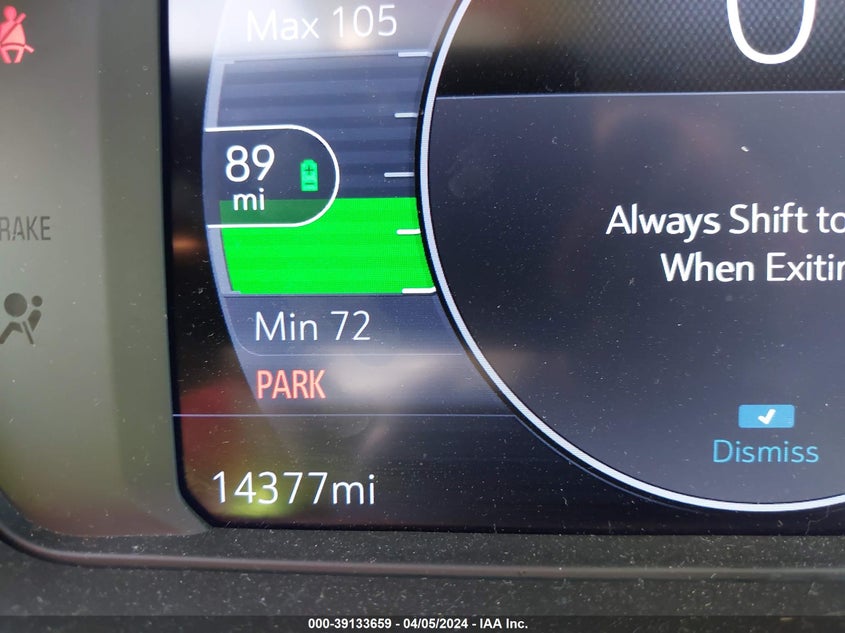 Max 105
89
mi
Always Shift to
When Exitin
Min 72
PARK
RAKE
14377mi
Dismiss
000-39133659 - 04/05/2024 - IAA Inc.